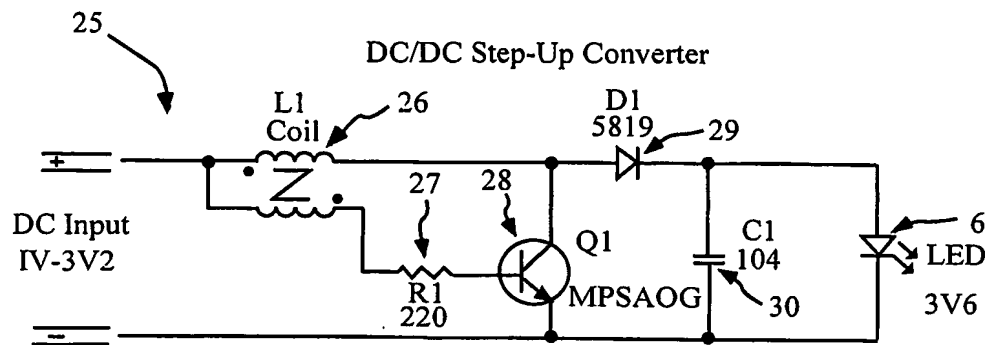 25
DC/DC Step-Up Converter
L1
Coil
26
D1
5819
29
+
27
28
6
DC Input
IV-3V2
Q1
C1
104
LED
R1
220
MPSAOG
30
3V6
-